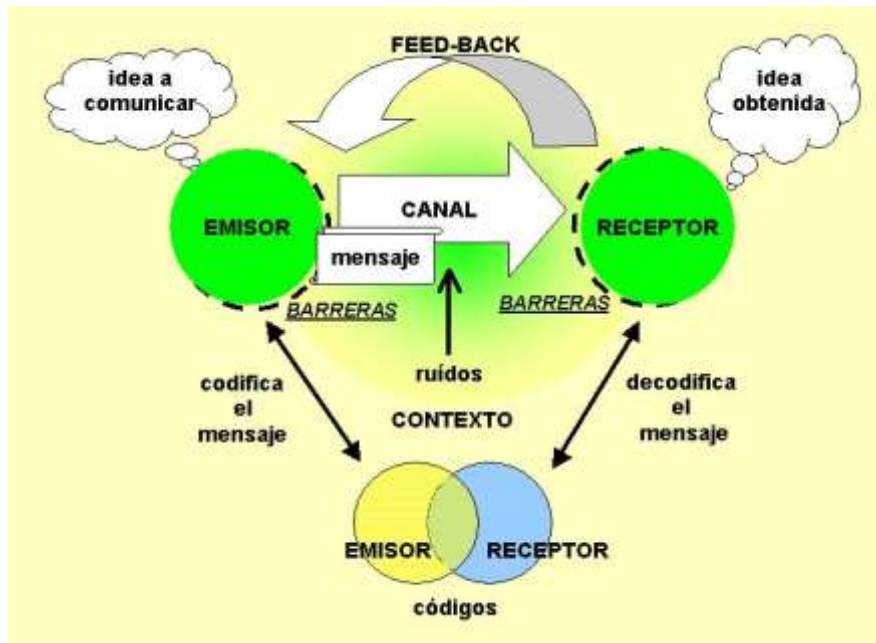 FEED-BACK
idea a
comunicar
idea
obtenida
EMISOR
CANAL
RECEPTOR
mensaje
BARRERAS
BARRERAS
ruídos
codifica
el
mensaje
decodifica
el
mensaje
CONTEXTO
EMISOR
RECEPTOR
códigos